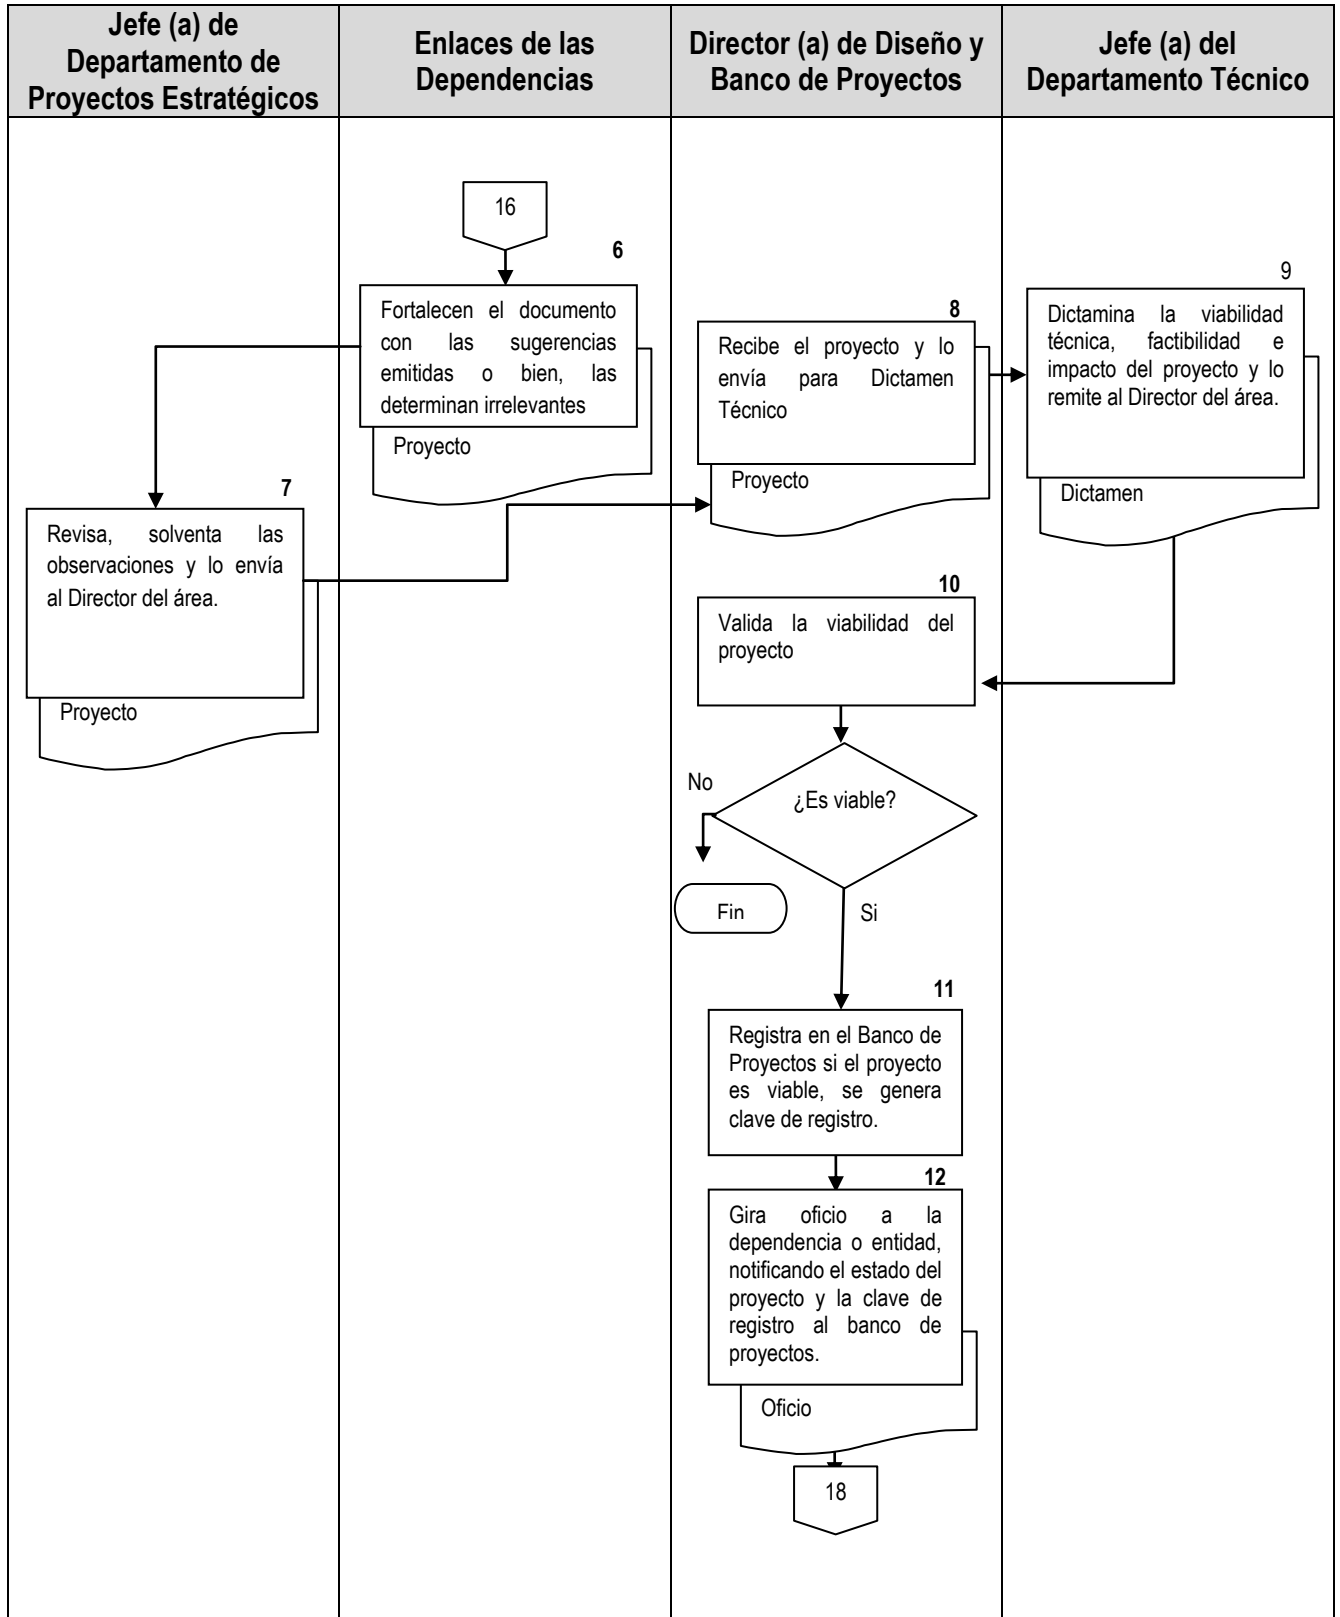 Jefe (a) de
Departamento de
Proyectos Estratégicos
Enlaces de las
Dependencias
Director (a) de Diseño y
Banco de Proyectos
Jefe (a) del
Departamento Técnico
16
6
Fortalecen el documento
con las sugerencias
emitidas o bien, las
determinan irrelevantes
Proyecto
7
Revisa, solventa las
observaciones y lo envía
al Director del área.
Proyecto
8
Recibe el proyecto y lo
envía para Dictamen
Técnico
Proyecto
9
Dictamina la viabilidad
técnica, factibilidad e
impacto del proyecto y lo
remite al Director del área.
Dictamen
10
Valida la viabilidad del
proyecto
¿Es viable?
No
Fin
Si
11
Registra en el Banco de
Proyectos si el proyecto
es viable, se genera
clave de registro.
12
Gira oficio a la
dependencia o entidad,
notificando el estado del
proyecto y la clave de
registro al banco de
proyectos.
Oficio
18